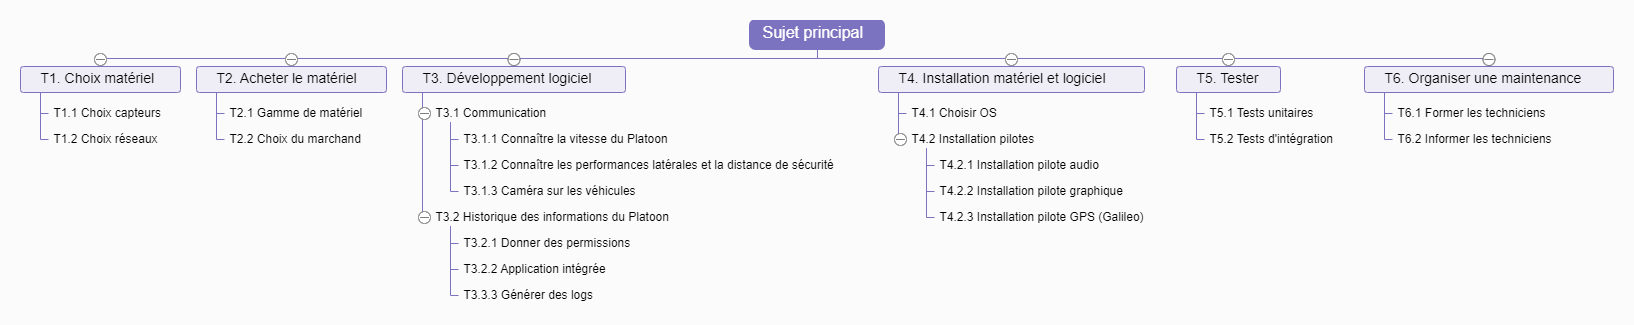 Sujet principal
T1. Choix matériel
T1.1 Choix capteurs
T1.2 Choix réseaux
T2. Acheter le matériel
T2.1 Gamme de matériel
T2.2 Choix du marchand
T3. Développement logiciel
T3.1 Communication
T3.1.1 Connaître la vitesse du Platoon
T3.1.2 Connaître les performances latérales et la distance de sécurité
T3.1.3 Caméra sur les véhicules
T3.2 Historique des informations du Platoon
T3.2.1 Donner des permissions
T3.2.2 Application intégrée
T3.3.3 Générer des logs
T4. Installation matériel et logiciel
T4.1 Choisir OS
T4.2 Installation pilotes
T4.2.1 Installation pilote audio
T4.2.2 Installation pilote graphique
T4.2.3 Installation pilote GPS (Galileo)
T5. Tester
T5.1 Tests unitaires
T5.2 Tests d'intégration
T6. Organiser une maintenance
T6.1 Former les techniciens
T6.2 Informer les techniciens